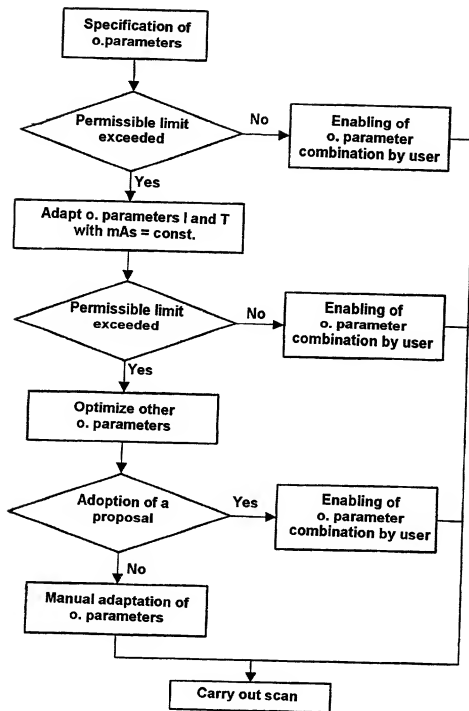 Specification of
o.parameters
Permissible limit
exceeded
No
Enabling of
o. parameter
combination by user
Yes
Adapt o. parameters I and T
with mAs = const.
Permissible limit
exceeded
No
Enabling of
o. parameter
combination by user
Yes
Optimize other
o. parameters
Adoption of a
proposal
Yes
Enabling of
o. parameter
combination by user
No
Manual adaptation of
o. parameters
Carry out scan